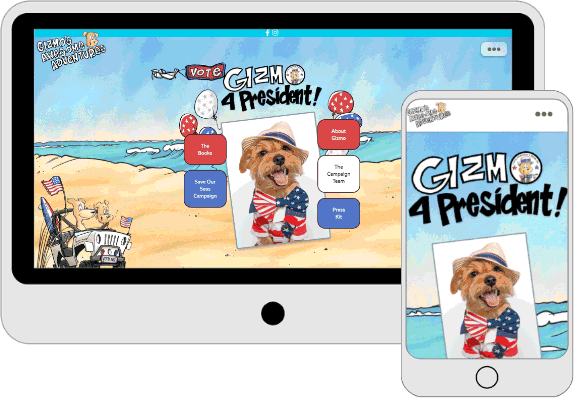 Gizmo's
Awesome
Adventures
VOTE
GIZMO
4 President!
The
Books
Save Our
Seas
Campaign
About
Gizmo
The
Campaign
Team
Press
Kit
Gizmo's
Awesome
Adventures
GIZMO
4 President!